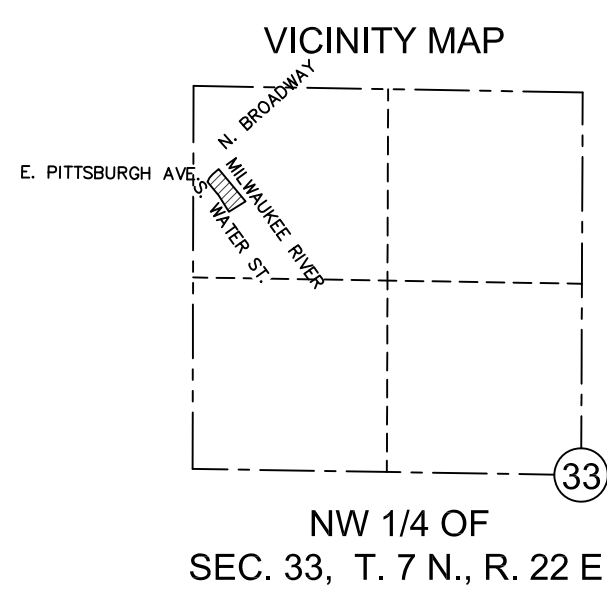 VICINITY MAP
N. BROADWAY
E. PITTSBURGH AVE.
MILWAUKEE RIVER
S. WATER ST.
33
NW 1/4 OF
SEC. 33, T. 7 N., R. 22 E